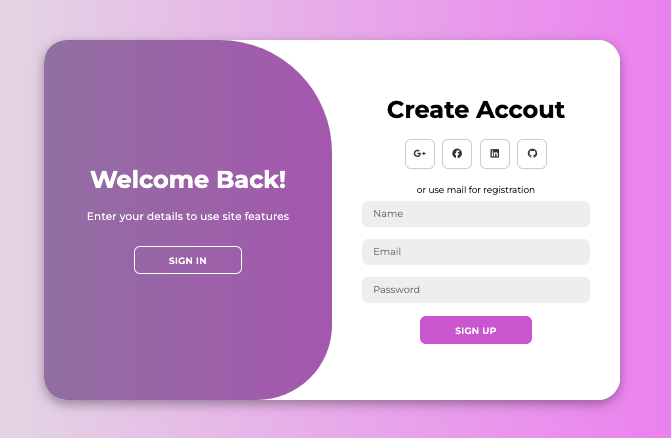 Welcome Back!
Enter your details to use site features
SIGN IN
Create Accout
G+
or use mail for registration
Name
Email
Password
SIGN UP